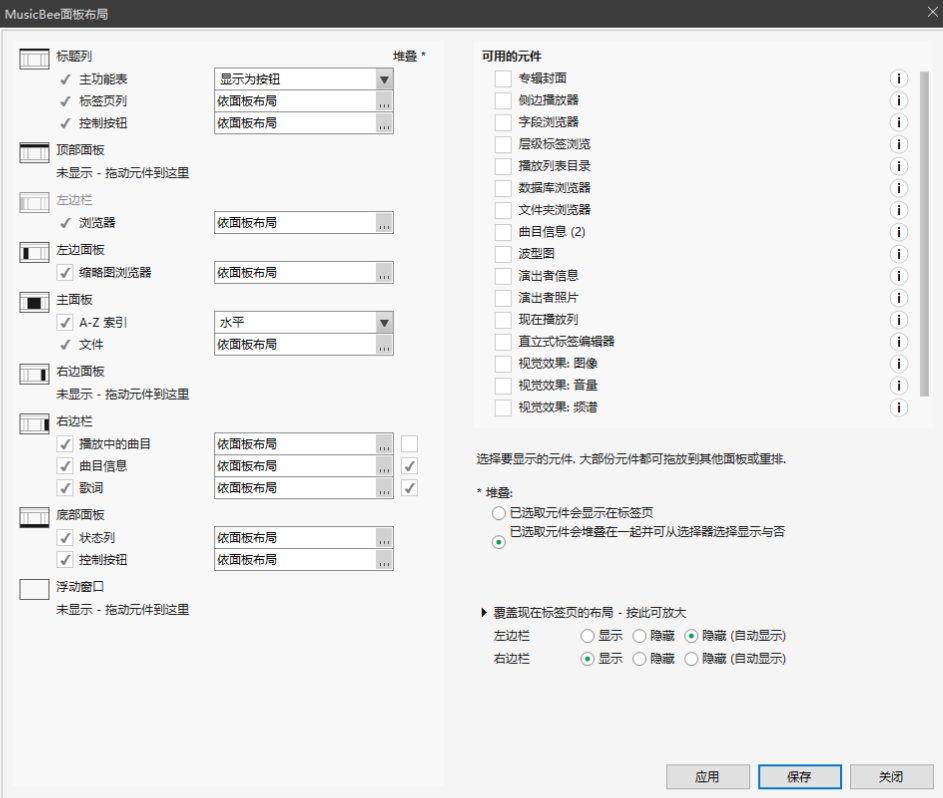 MusicBee面板布局
标题列 堆叠 *
主功能表 显示为按钮
标签页列 依面板布局 ...
控制按钮 依面板布局 ...
顶部面板
未显示 - 拖动元件到这里
左边栏
浏览器 依面板布局 ...
左边面板
缩略图浏览器 依面板布局 ...
主面板
A-Z 索引 水平
文件 依面板布局 ...
右边面板
未显示 - 拖动元件到这里
右边栏
播放中的曲目 依面板布局 ...
曲目信息 依面板布局 ...
歌词 依面板布局 ...
底部面板
状态列 依面板布局 ...
控制按钮 依面板布局 ...
浮动窗口
未显示 - 拖动元件到这里
可用的元件
专辑封面 i
侧边播放器 i
字段浏览器 i
层级标签浏览 i
播放列表目录 i
数据库浏览器 i
文件夹浏览器 i
曲目信息 (2) i
波型图 i
演出者信息 i
演出者照片 i
现在播放列 i
直立式标签编辑器 i
视觉效果: 图像 i
视觉效果: 音量 i
视觉效果: 频谱 i
选择要显示的元件. 大部份元件都可拖放到其他面板或重排.
* 堆叠:
已选取元件会显示在标签页
已选取元件会堆叠在一起并可从选择器选择显示与否
覆盖现在标签页的布局 - 按此可放大
左边栏 显示 隐藏 隐藏 (自动显示)
右边栏 显示 隐藏 隐藏 (自动显示)
应用 保存 关闭